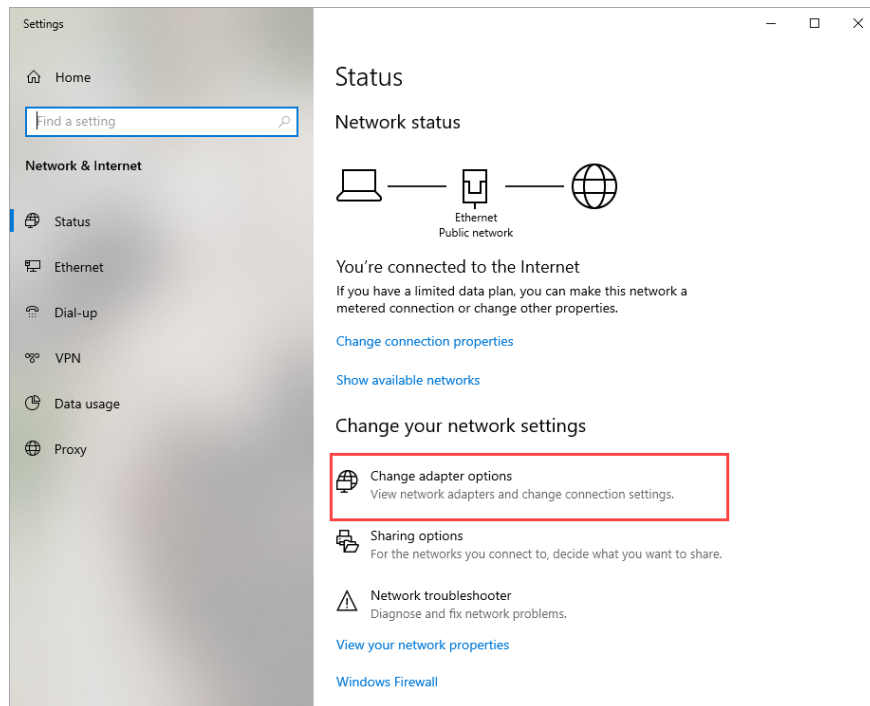 Settings
Home
Find a setting
Network & Internet
Status
Ethernet
Dial-up
VPN
Data usage
Proxy
Status
Network status
Ethernet
Public network
You're connected to the Internet
If you have a limited data plan, you can make this network a
metered connection or change other properties.
Change connection properties
Show available networks
Change your network settings
Change adapter options
View network adapters and change connection settings.
Sharing options
For the networks you connect to, decide what you want to share.
Network troubleshooter
Diagnose and fix network problems.
View your network properties
Windows Firewall